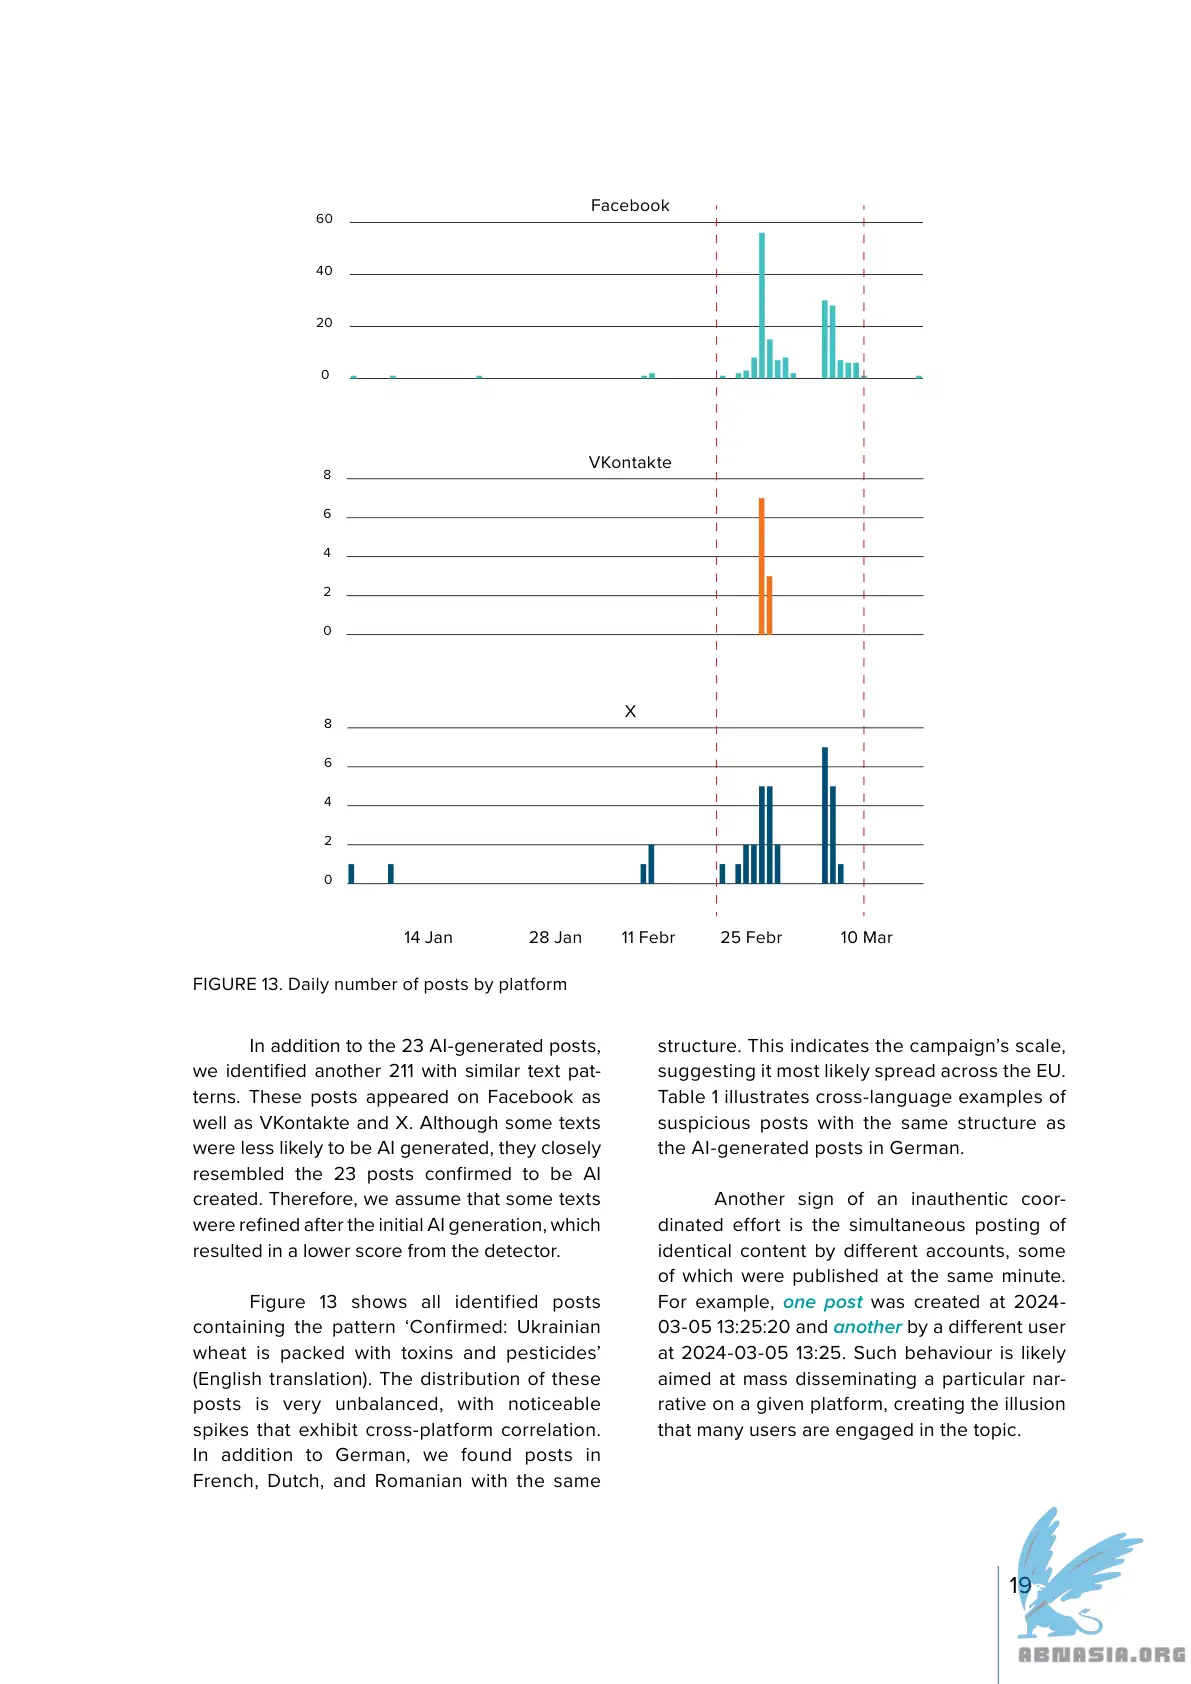 Facebook
60
40
20
0
VKontakte
8
6
4
2
0
X
8
6
4
2
0
14 Jan 28 Jan 11 Febr 25 Febr 10 Mar
FIGURE 13. Daily number of posts by platform
In addition to the 23 AI-generated posts,
we identified another 211 with similar text pat-
terns. These posts appeared on Facebook as
well as VKontakte and X. Although some texts
were less likely to be AI generated, they closely
resembled the 23 posts confirmed to be AI
created. Therefore, we assume that some texts
were refined after the initial AI generation, which
resulted in a lower score from the detector.
Figure 13 shows all identified posts
containing the pattern ‘Confirmed: Ukrainian
wheat is packed with toxins and pesticides’
(English translation). The distribution of these
posts is very unbalanced, with noticeable
spikes that exhibit cross-platform correlation.
In addition to German, we found posts in
French, Dutch, and Romanian with the same
structure. This indicates the campaign’s scale,
suggesting it most likely spread across the EU.
Table 1 illustrates cross-language examples of
suspicious posts with the same structure as
the AI-generated posts in German.
Another sign of an inauthentic coor-
dinated effort is the simultaneous posting of
identical content by different accounts, some
of which were published at the same minute.
For example, one post was created at 2024-
03-05 13:25:20 and another by a different user
at 2024-03-05 13:25. Such behaviour is likely
aimed at mass disseminating a particular nar-
rative on a given platform, creating the illusion
that many users are engaged in the topic.
19
ABNASIA.ORG